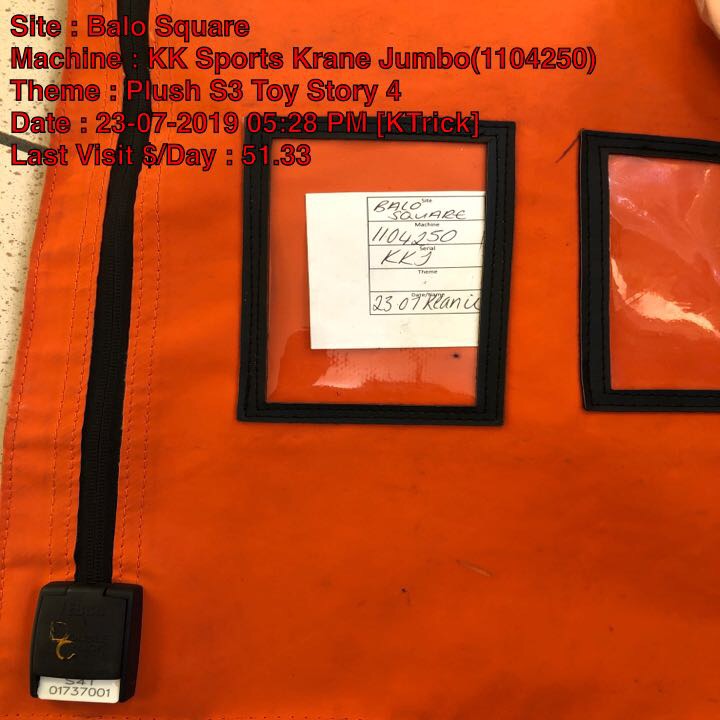 Site : Balo Square
Machine : KK Sports Krane Jumbo(1104250)
Theme : Plush S3 Toy Story 4
Date : 23-07-2019 05:28 PM [KTrick]
Last Visit $/Day : 51.33
Site
BALO
SQUARE
Machine
1104250
Serial
KKJ
Theme
Date/Name
23 07
S41
01737001